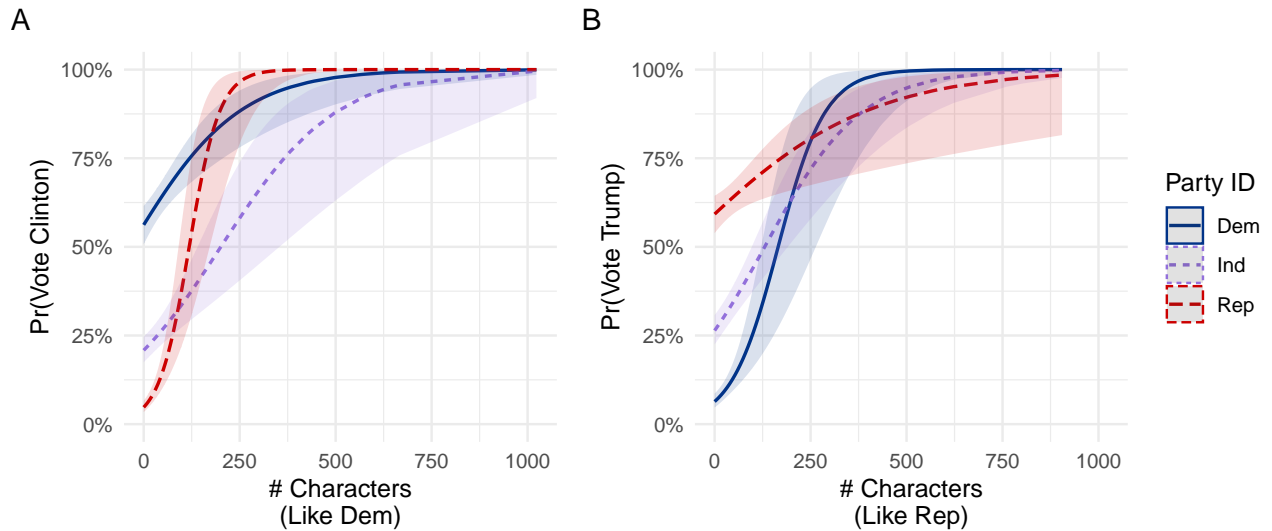 A
Pr(Vote Clinton)
100%
75%
50%
25%
0%
0 250 500 750 1000
# Characters
(Like Dem)
B
Pr(Vote Trump)
100%
75%
50%
25%
0%
0 250 500 750 1000
# Characters
(Like Rep)
Party ID
Dem
Ind
Rep